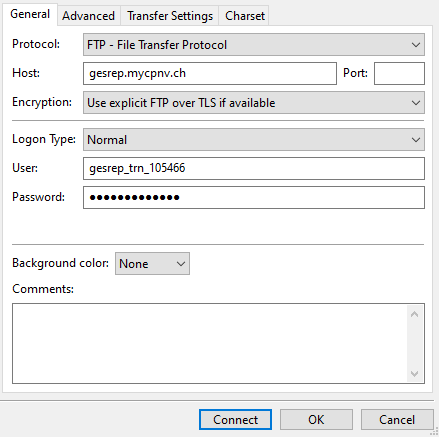 General Advanced Transfer Settings Charset
Protocol: FTP - File Transfer Protocol
Host: gesrep.mycpnv.ch Port:
Encryption: Use explicit FTP over TLS if available
Logon Type: Normal
User: gesrep_trn_105466
Password: ●●●●●●●●●●●●●
Background color: None
Comments:
Connect OK Cancel